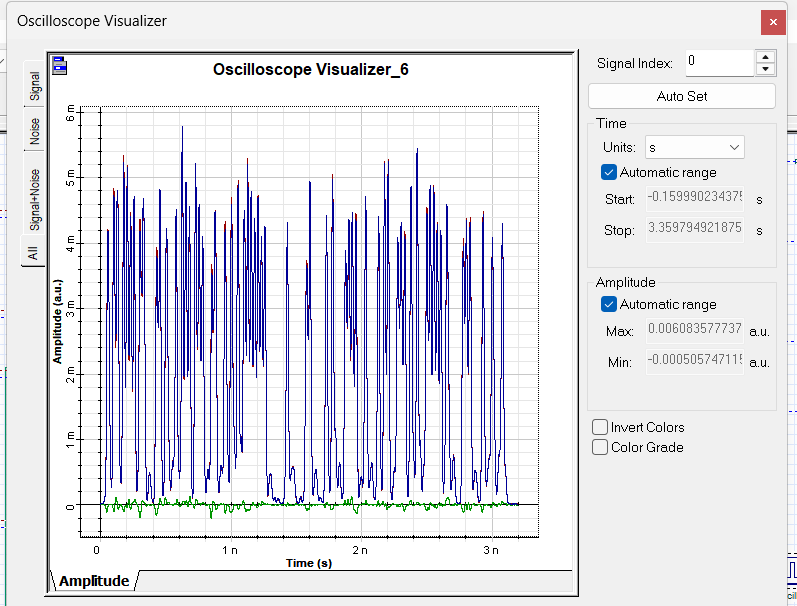 Oscilloscope Visualizer
Signal
Noise
Signal+Noise
All
Oscilloscope Visualizer_6
Amplitude (a.u.)
6 m
5 m
4 m
3 m
2 m
1 m
0
0
1 n
2 n
3 n
Time (s)
Amplitude
Signal Index: 0
Auto Set
Time
Units: s
Automatic range
Start: -0.15999023437 s
Stop: 3.359794921875 s
Amplitude
Automatic range
Max: 0.006083577737 a.u.
Min: -0.000505747115 a.u.
Invert Colors
Color Grade